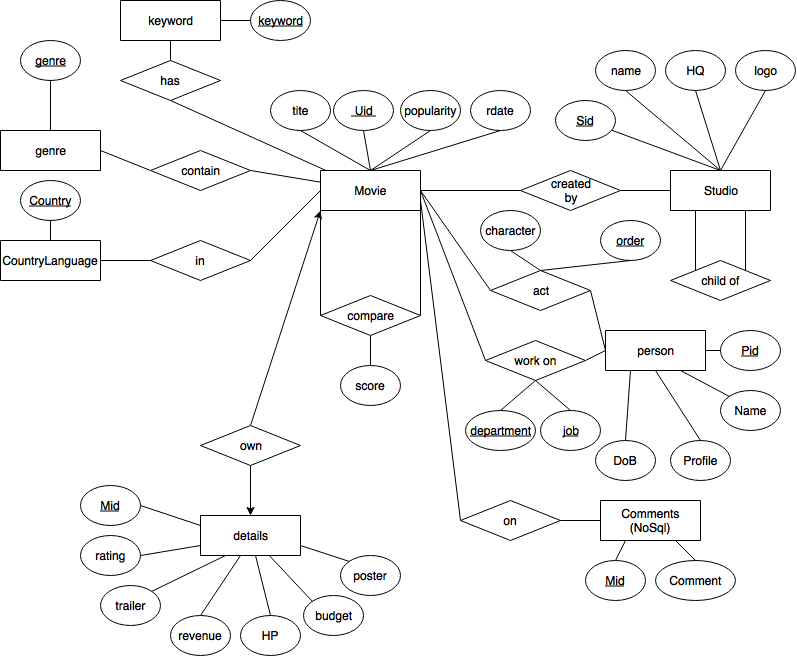 keyword
keyword
genre
has
name
HQ
logo
tite
Uid
popularity
rdate
Sid
genre
contain
Movie
created
by
Studio
Country
character
order
CountryLanguage
in
act
child of
compare
work on
person
Pid
score
Name
department
job
own
DoB
Profile
Mid
details
on
Comments
(NoSql)
rating
poster
Mid
Comment
trailer
budget
revenue
HP